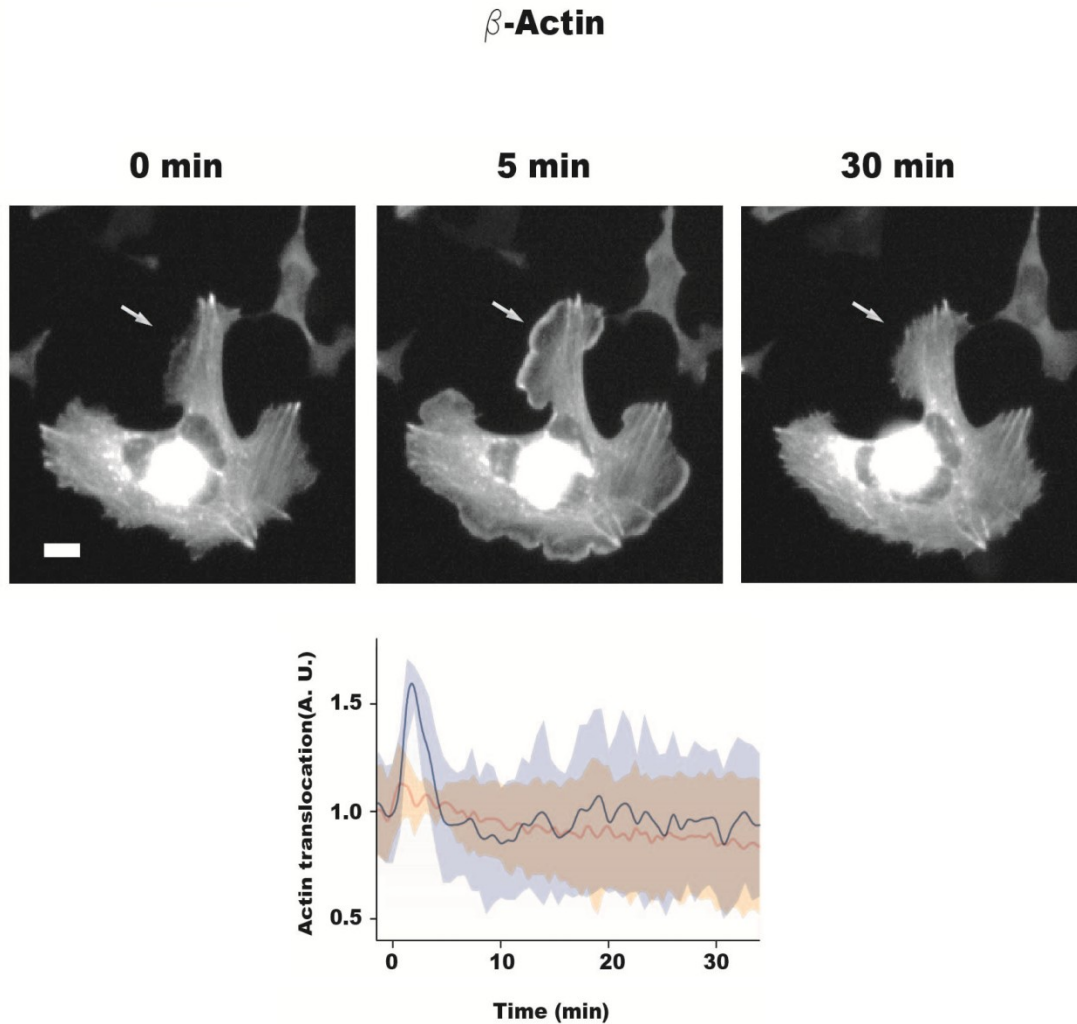 β-Actin
0 min
5 min
30 min
Actin translocation(A. U.)
1.5
1.0
0.5
0
10
20
30
Time (min)